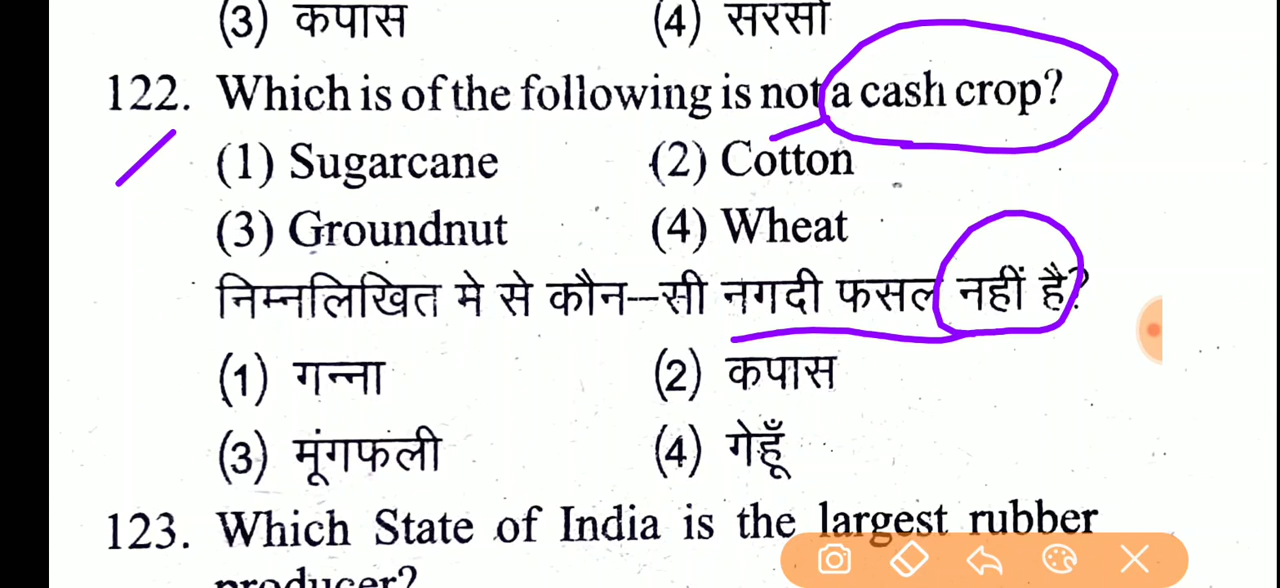 (3) कपास (4) सरसों
122. Which is of the following is not a cash crop?
(1) Sugarcane (2) Cotton
(3) Groundnut (4) Wheat
निम्नलिखित मे से कौन–सी नगदी फसल नहीं है?
(1) गन्ना (2) कपास
(3) मूंगफली (4) गेहूँ
123. Which State of India is the largest rubber
producer?